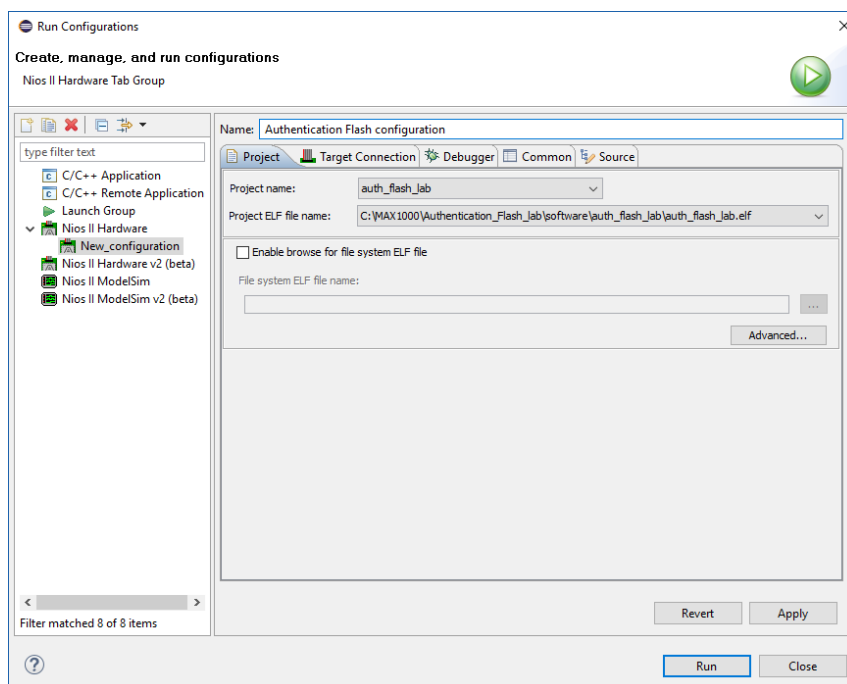 Run Configurations
Create, manage, and run configurations
Nios II Hardware Tab Group
type filter text
C/C++ Application
C/C++ Remote Application
Launch Group
Nios II Hardware
New_configuration
Nios II Hardware v2 (beta)
Nios II ModelSim
Nios II ModelSim v2 (beta)
Filter matched 8 of 8 items
Name: Authentication Flash configuration
Project Target Connection Debugger Common Source
Project name: auth_flash_lab
Project ELF file name: C:\MAX1000\Authentication_Flash_lab\software\auth_flash_lab\auth_flash_lab.elf
Enable browse for file system ELF file
File system ELF file name:
...
Advanced...
Revert Apply
Run Close